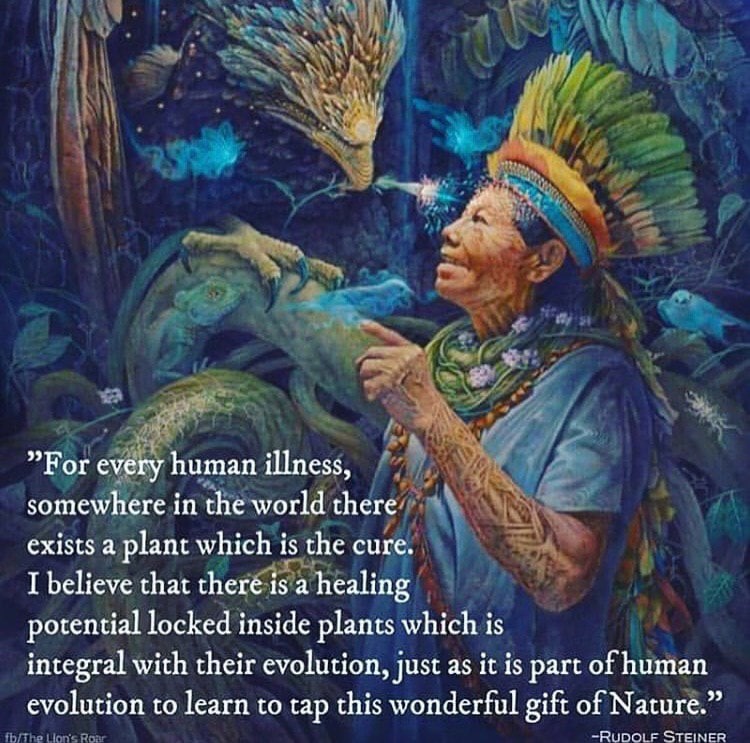 ”For every human illness,
somewhere in the world there
exists a plant which is the cure.
I believe that there is a healing
potential locked inside plants which is
integral with their evolution, just as it is part of human
evolution to learn to tap this wonderful gift of Nature.”
fb/The Lion's Roar
-RUDOLF STEINER